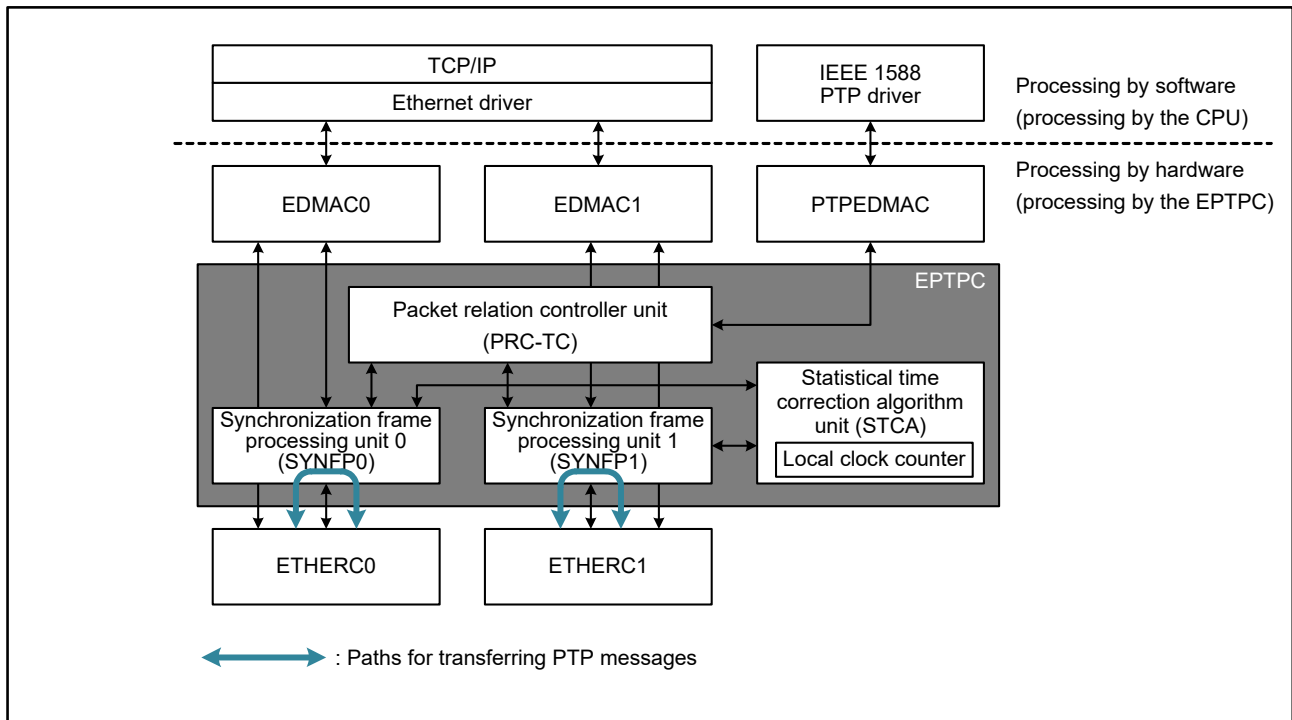 TCP/IP
Ethernet driver
IEEE 1588
PTP driver
Processing by software
(processing by the CPU)
Processing by hardware
(processing by the EPTPC)
EDMAC0
EDMAC1
PTPEDMAC
EPTPC
Packet relation controller unit
(PRC-TC)
Synchronization frame
processing unit 0
(SYNFP0)
Synchronization frame
processing unit 1
(SYNFP1)
Statistical time
correction algorithm
unit (STCA)
Local clock counter
ETHERC0
ETHERC1
: Paths for transferring PTP messages